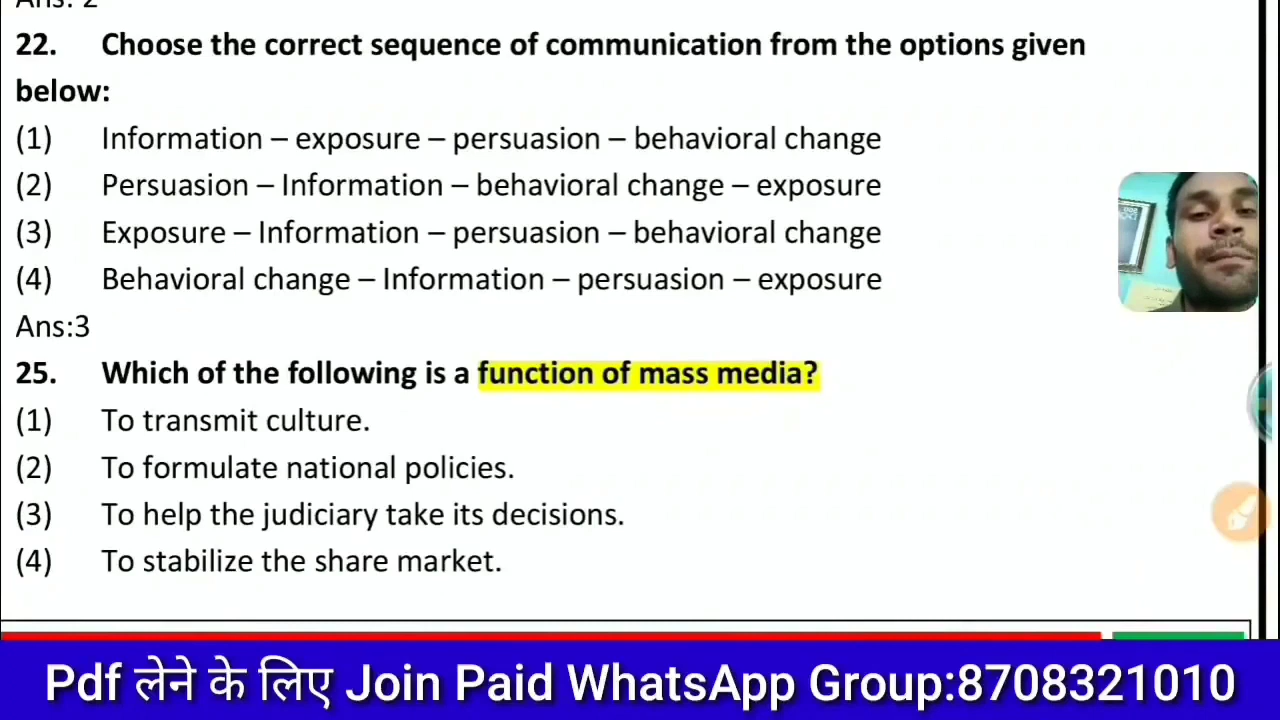 Ans: 2
22. Choose the correct sequence of communication from the options given
below:
(1) Information – exposure – persuasion – behavioral change
(2) Persuasion – Information – behavioral change – exposure
(3) Exposure – Information – persuasion – behavioral change
(4) Behavioral change – Information – persuasion – exposure
Ans:3
25. Which of the following is a function of mass media?
(1) To transmit culture.
(2) To formulate national policies.
(3) To help the judiciary take its decisions.
(4) To stabilize the share market.
Pdf लेने के लिए Join Paid WhatsApp Group:8708321010